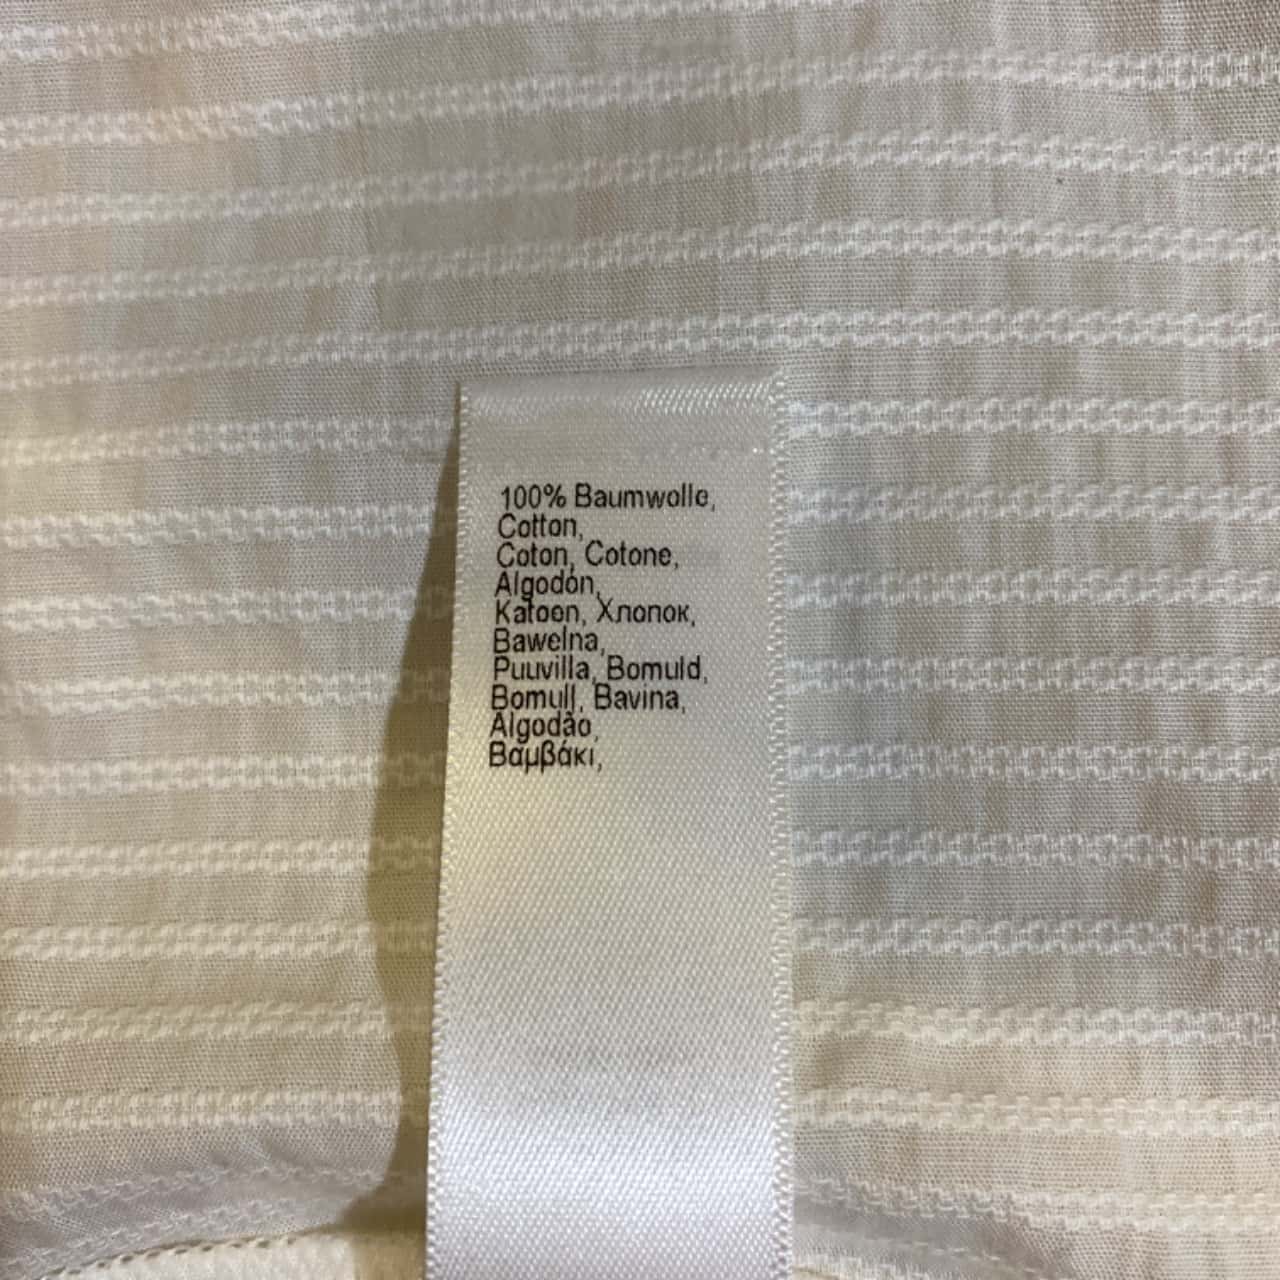 100% Baumwolle,
Cotton,
Coton, Cotone,
Algodón,
Katoen, Хлопок,
Bawełna,
Puuvilla, Bomuld,
Bomull, Bavlna,
Algodão,
Βαμβάκι,